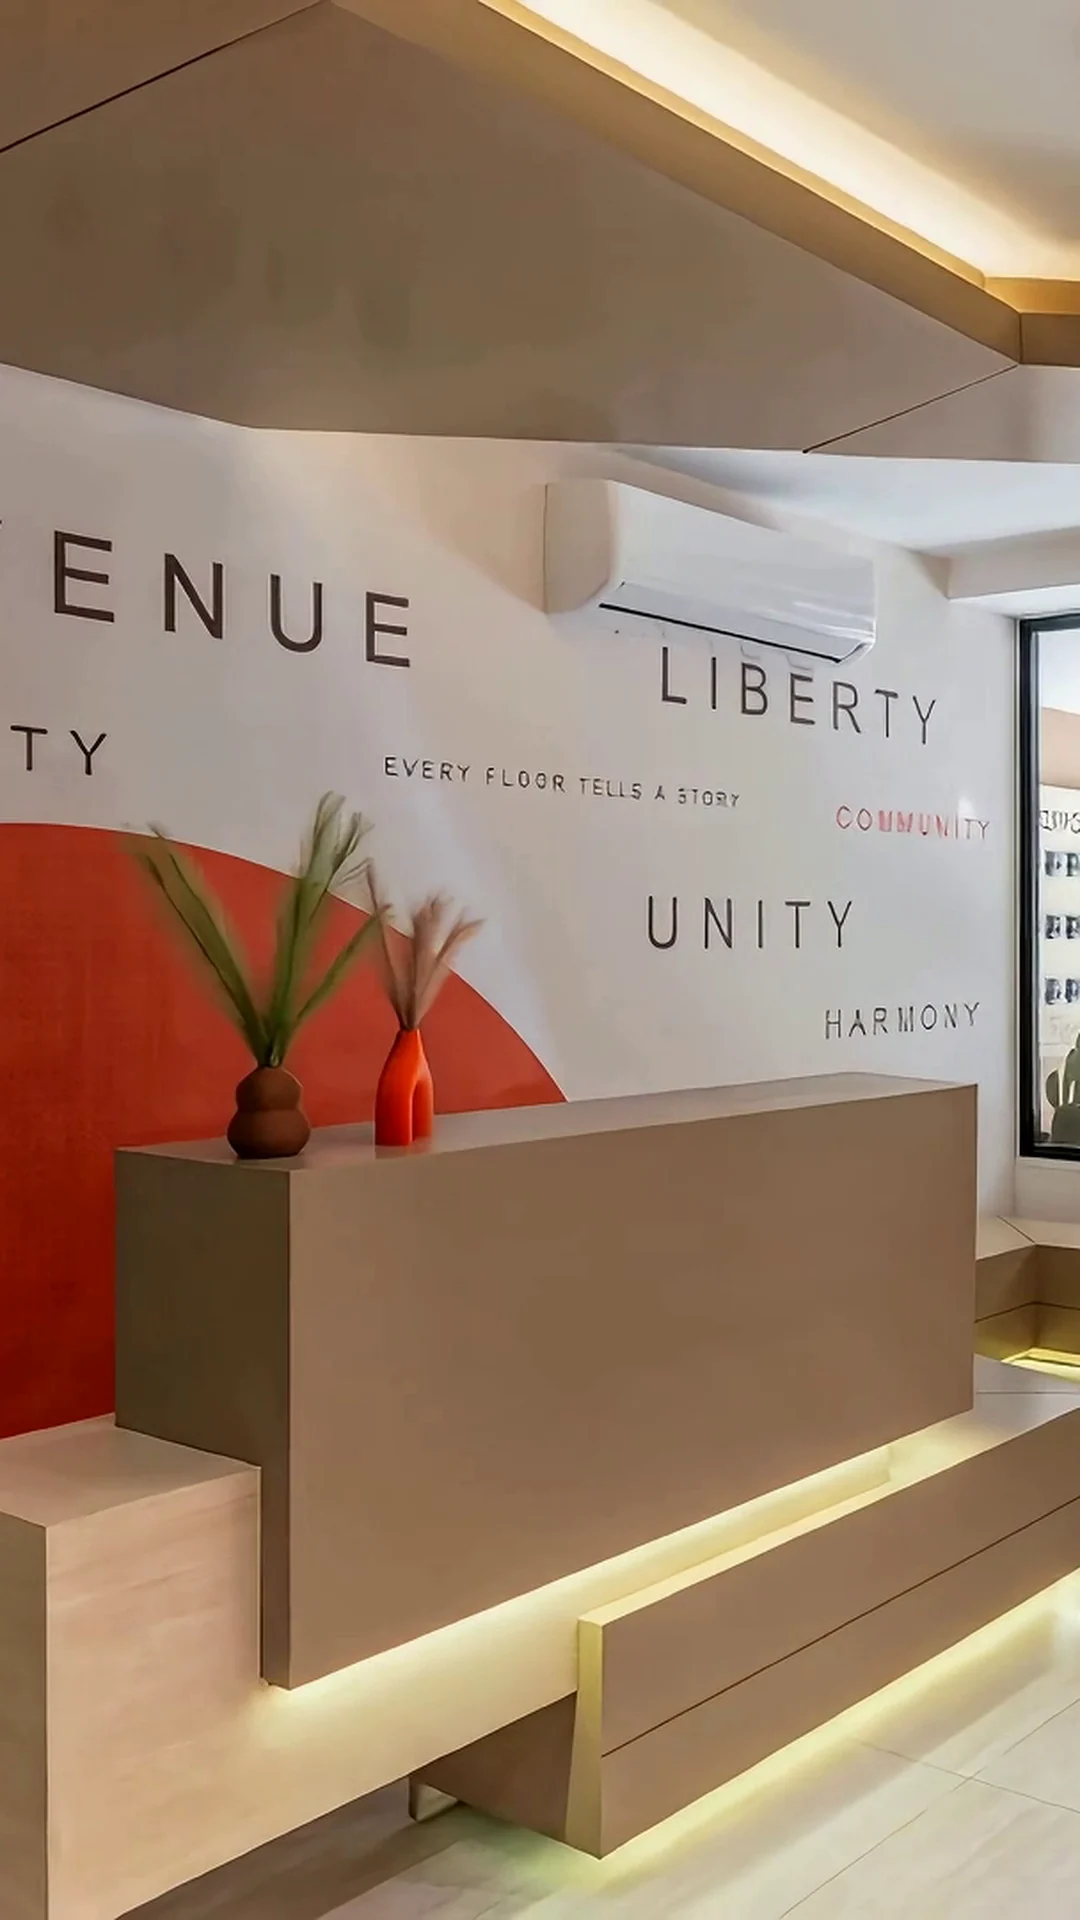 ENUE
LIBERTY
TY
EVERY FLOOR TELLS A STORY
COMMUNITY
UNITY
HARMONY